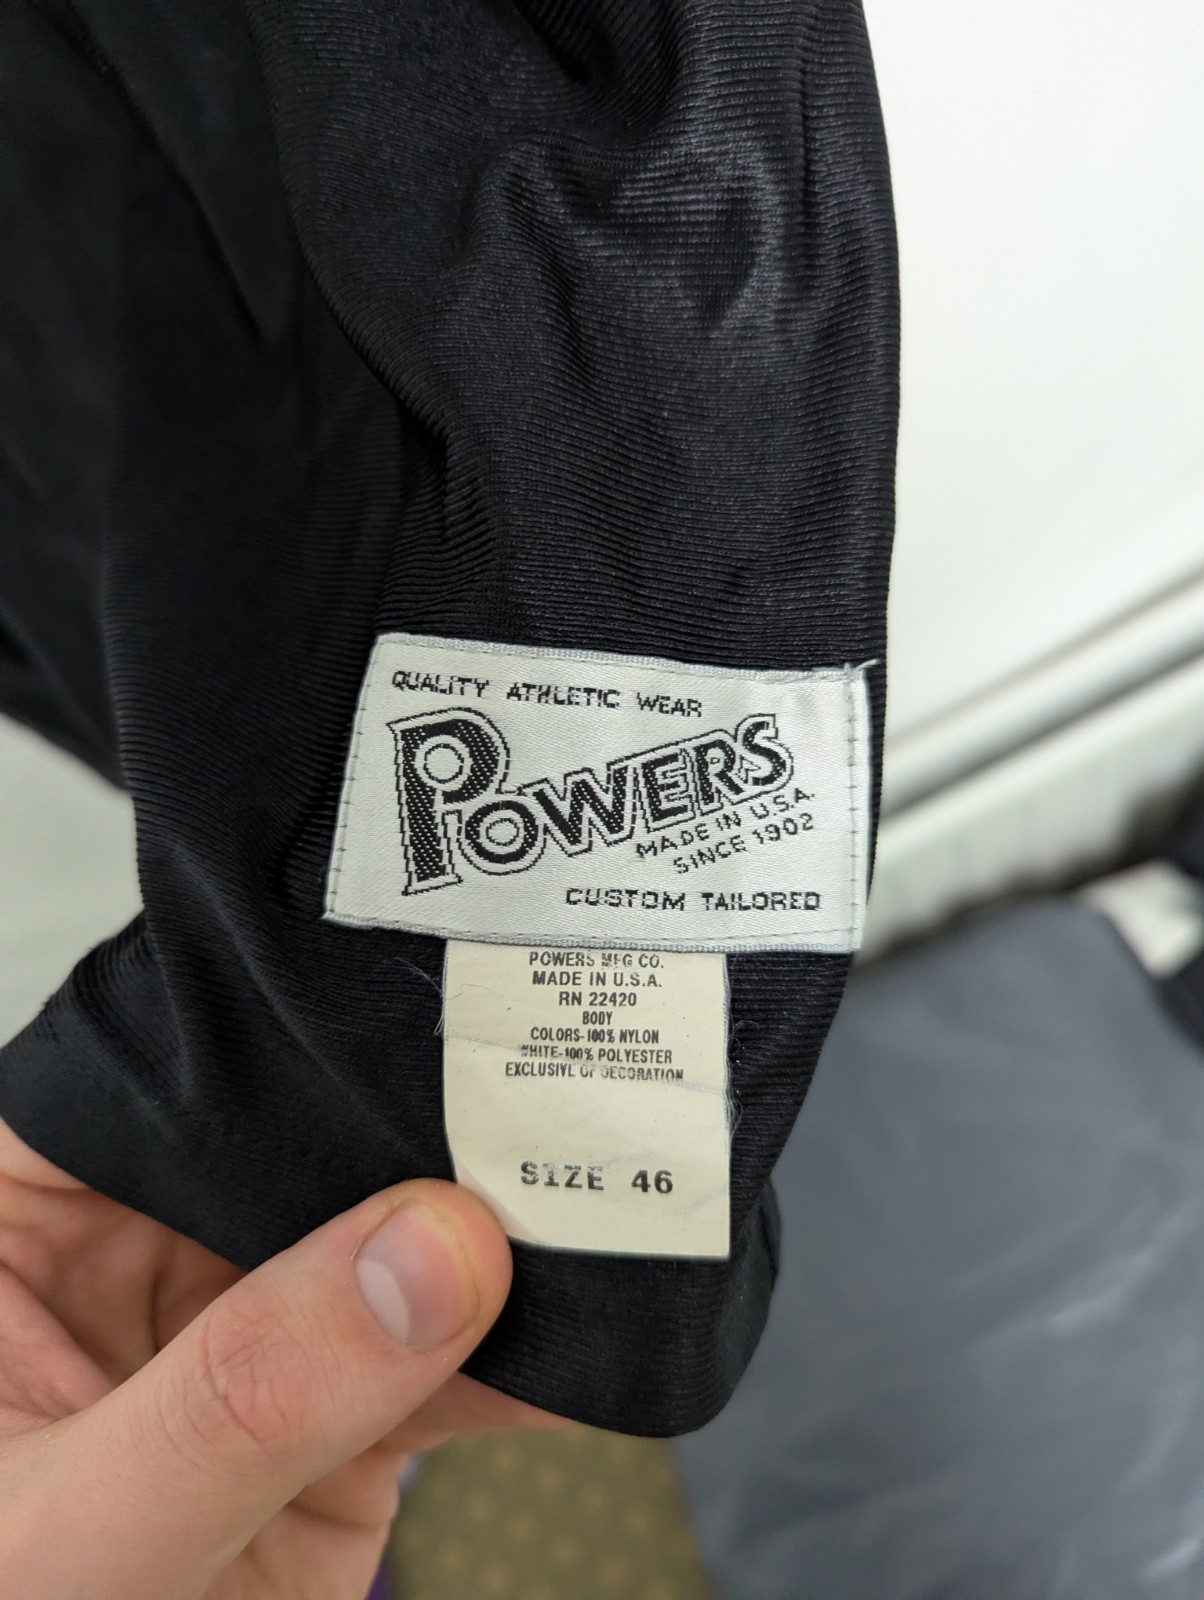 QUALITY ATHLETIC WEAR
POWERS
MADE IN U.S.A.
SINCE 1902
CUSTOM TAILORED
POWERS MFG CO.
MADE IN U.S.A.
RN 22420
BODY
COLORS-100% NYLON
WHITE-100% POLYESTER
EXCLUSIVE OF DECORATION
SIZE 46